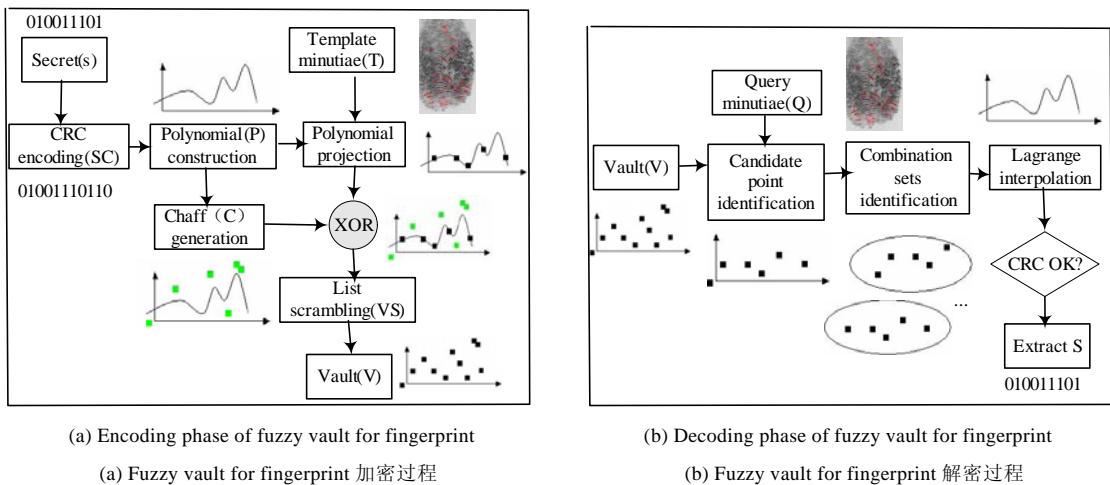 010011101
Secret(s)
CRC
encoding(SC)
01001110110
Polynomial(P)
construction
Template
minutiae(T)
Polynomial
projection
Chaff（C）
generation
XOR
List
scrambling(VS)
Vault(V)
(a) Encoding phase of fuzzy vault for fingerprint
(a) Fuzzy vault for fingerprint 加密过程
Query
minutiae(Q)
Vault(V)
Candidate
point
identification
Combination
sets
identification
Lagrange
interpolation
CRC OK?
...
Extract S
010011101
(b) Decoding phase of fuzzy vault for fingerprint
(b) Fuzzy vault for fingerprint 解密过程